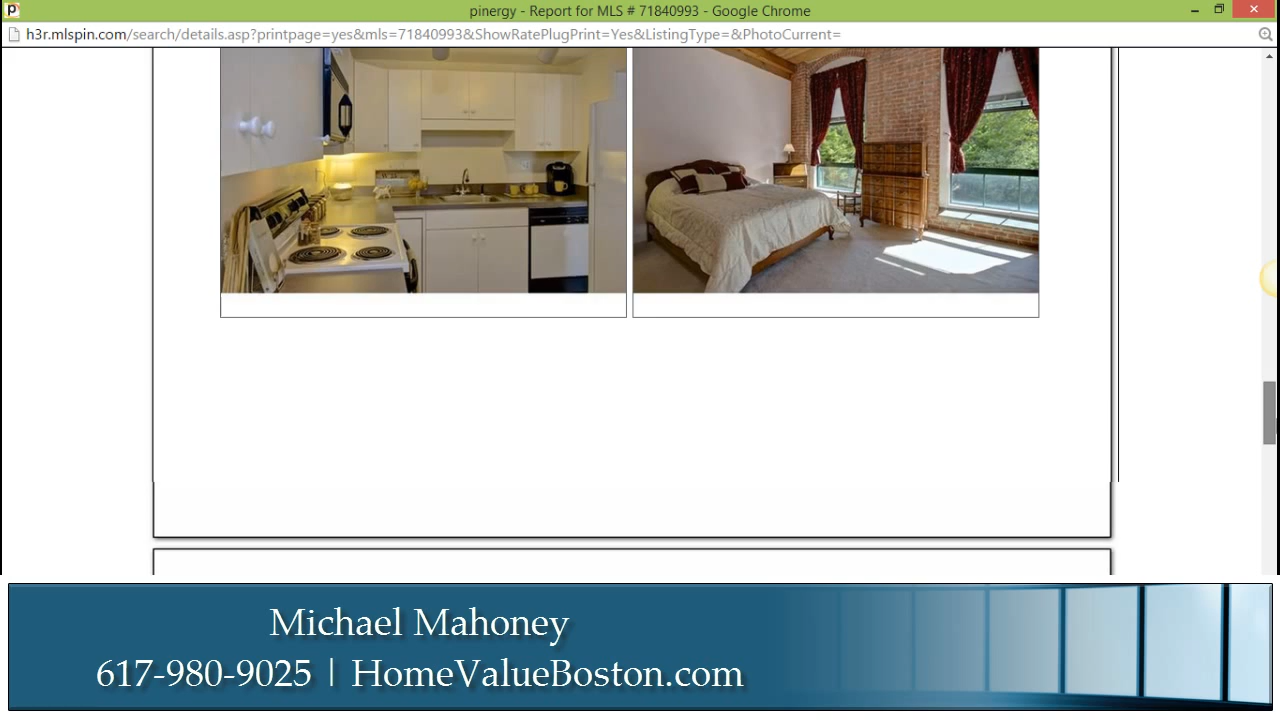 pinergy - Report for MLS # 71840993 - Google Chrome
h3r.mlspin.com/search/details.asp?printpage=yes&mls=71840993&ShowRatePlugPrint=Yes&ListingType=&PhotoCurrent=
Michael Mahoney
617-980-9025 | HomeValueBoston.com